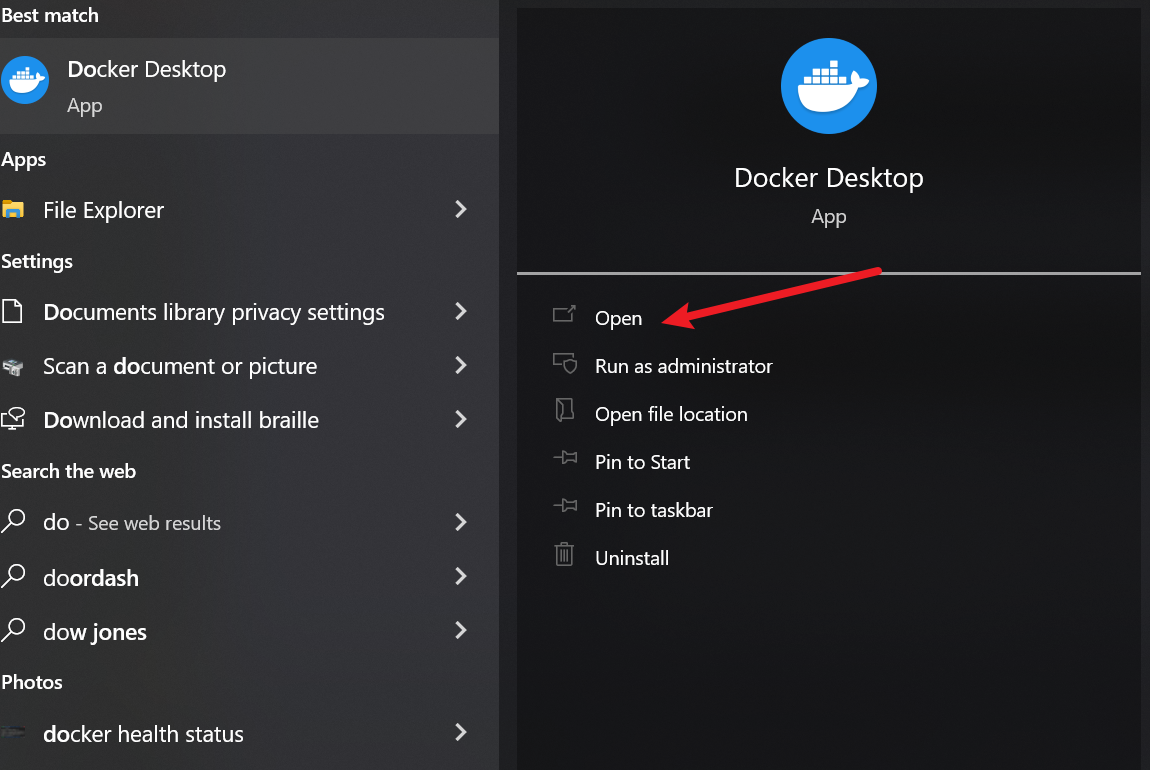 Best match
Docker Desktop
App
Apps
File Explorer
Settings
Documents library privacy settings
Scan a document or picture
Download and install braille
Search the web
do - See web results
doordash
dow jones
Photos
docker health status
Docker Desktop
App
Open
Run as administrator
Open file location
Pin to Start
Pin to taskbar
Uninstall